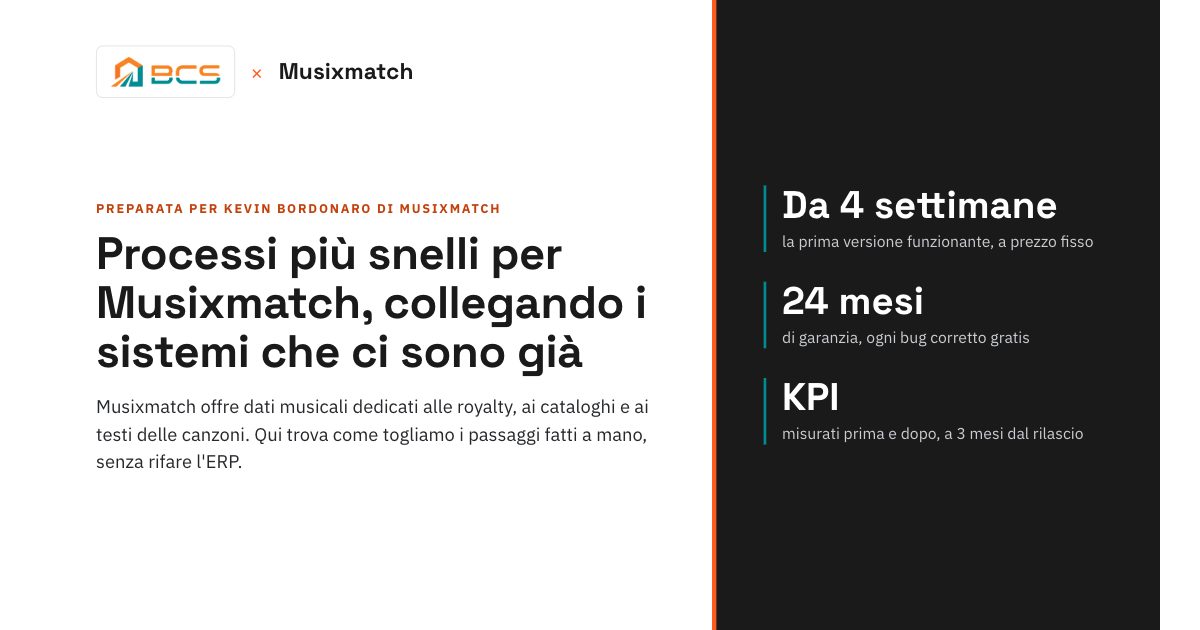 BCS × Musixmatch
PREPARATA PER KEVIN BORDONARO DI MUSIXMATCH
Processi più snelli per
Musixmatch, collegando i
sistemi che ci sono già
Musixmatch offre dati musicali dedicati alle royalty, ai cataloghi e ai
testi delle canzoni. Qui trova come togliamo i passaggi fatti a mano,
senza rifare l'ERP.
Da 4 settimane
la prima versione funzionante, a prezzo fisso
24 mesi
di garanzia, ogni bug corretto gratis
KPI
misurati prima e dopo, a 3 mesi dal rilascio